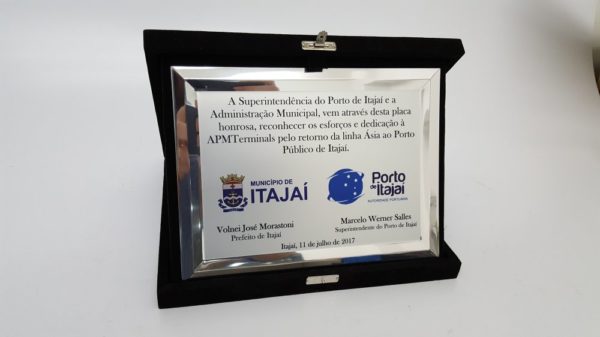 A Superintendência do Porto de Itajaí e a
Administração Municipal, vem através desta placa
honrosa, reconhecer os esforços e dedicação à
APMTerminals pelo retorno da linha Ásia ao Porto
Público de Itajaí.
MUNICÍPIO DE
ITAJAÍ
Porto
de Itajaí
AUTORIDADE PORTUÁRIA
Volnei José Morastoni
Prefeito de Itajaí
Marcelo Werner Salles
Superintendente do Porto de Itajaí
Itajaí, 11 de julho de 2017